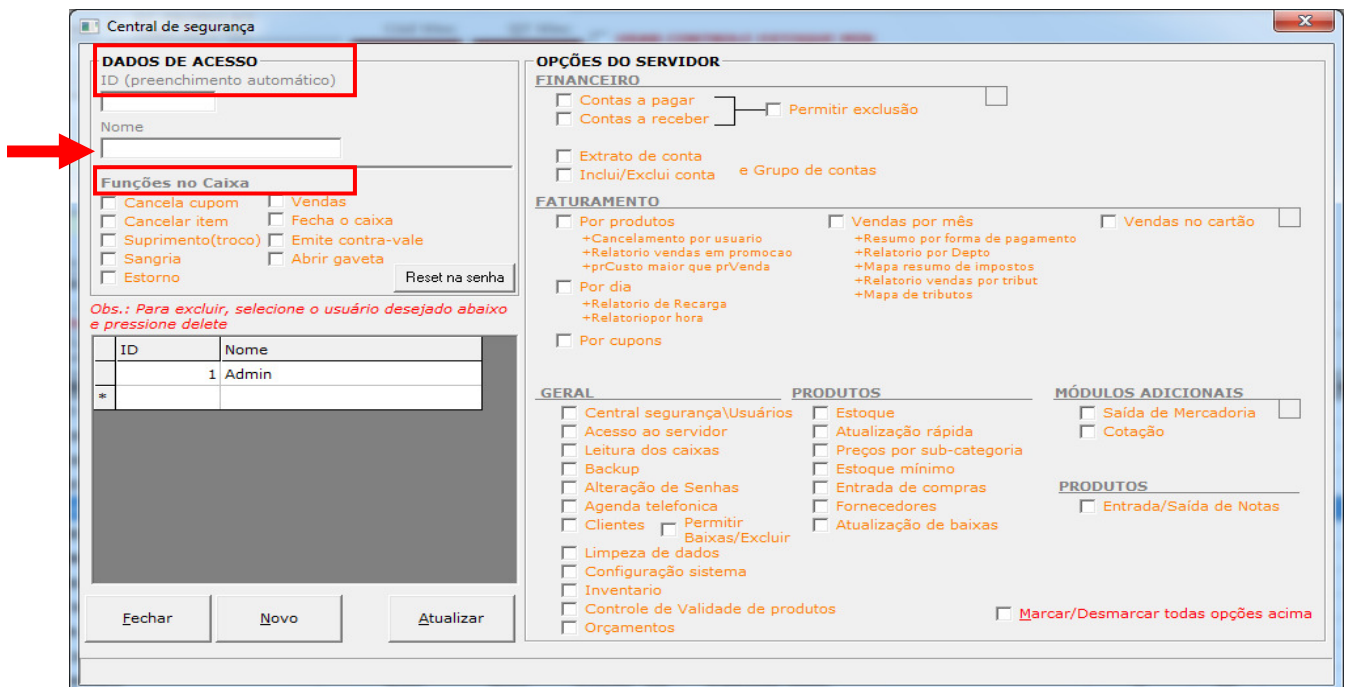 Central de segurança
DADOS DE ACESSO
ID (preenchimento automático)
Nome
Funções no Caixa
Cancela cupom Vendas
Cancelar item Fecha o caixa
Suprimento(troco) Emite contra-vale
Sangria Abrir gaveta
Estorno Reset na senha
Obs.: Para excluir, selecione o usuário desejado abaixo
e pressione delete
ID Nome
1 Admin
*
Fechar Novo Atualizar
OPÇÕES DO SERVIDOR
FINANCEIRO
Contas a pagar
Contas a receber
Permitir exclusão
Extrato de conta
Inclui/Exclui conta e Grupo de contas
FATURAMENTO
Por produtos
+Cancelamento por usuario
+Relatorio vendas em promocao
+prCusto maior que prVenda
Por dia
+Relatorio de Recarga
+Relatoriopor hora
Por cupons
Vendas por mês
+Resumo por forma de pagamento
+Relatorio por Depto
+Mapa resumo de impostos
+Relatorio vendas por tribut
+Mapa de tributos
Vendas no cartão
GERAL
Central segurança\Usuários
Acesso ao servidor
Leitura dos caixas
Backup
Alteração de Senhas
Agenda telefonica
Clientes Permitir
Baixas/Excluir
Limpeza de dados
Configuração sistema
Inventario
Controle de Validade de produtos
Orçamentos
PRODUTOS
Estoque
Atualização rápida
Preços por sub-categoria
Estoque mínimo
Entrada de compras
Fornecedores
Atualização de baixas
MÓDULOS ADICIONAIS
Saída de Mercadoria
Cotação
PRODUTOS
Entrada/Saída de Notas
Marcar/Desmarcar todas opções acima